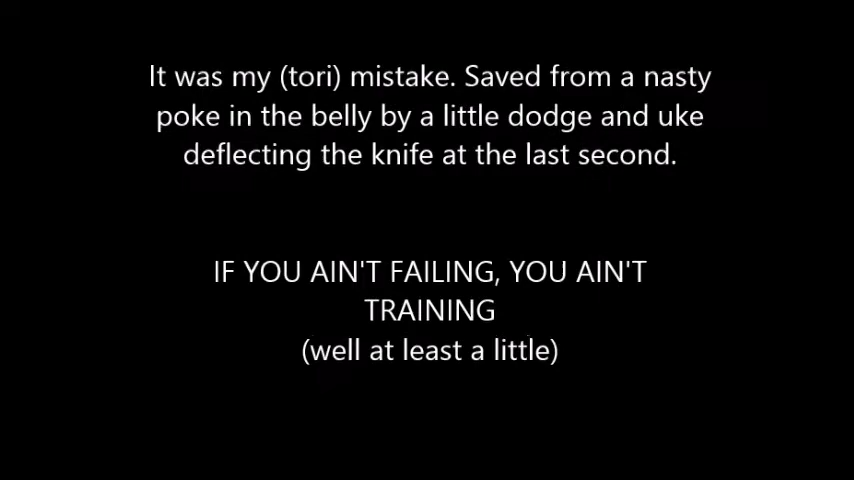 It was my (tori) mistake. Saved from a nasty
poke in the belly by a little dodge and uke
deflecting the knife at the last second.
IF YOU AIN'T FAILING, YOU AIN'T
TRAINING
(well at least a little)